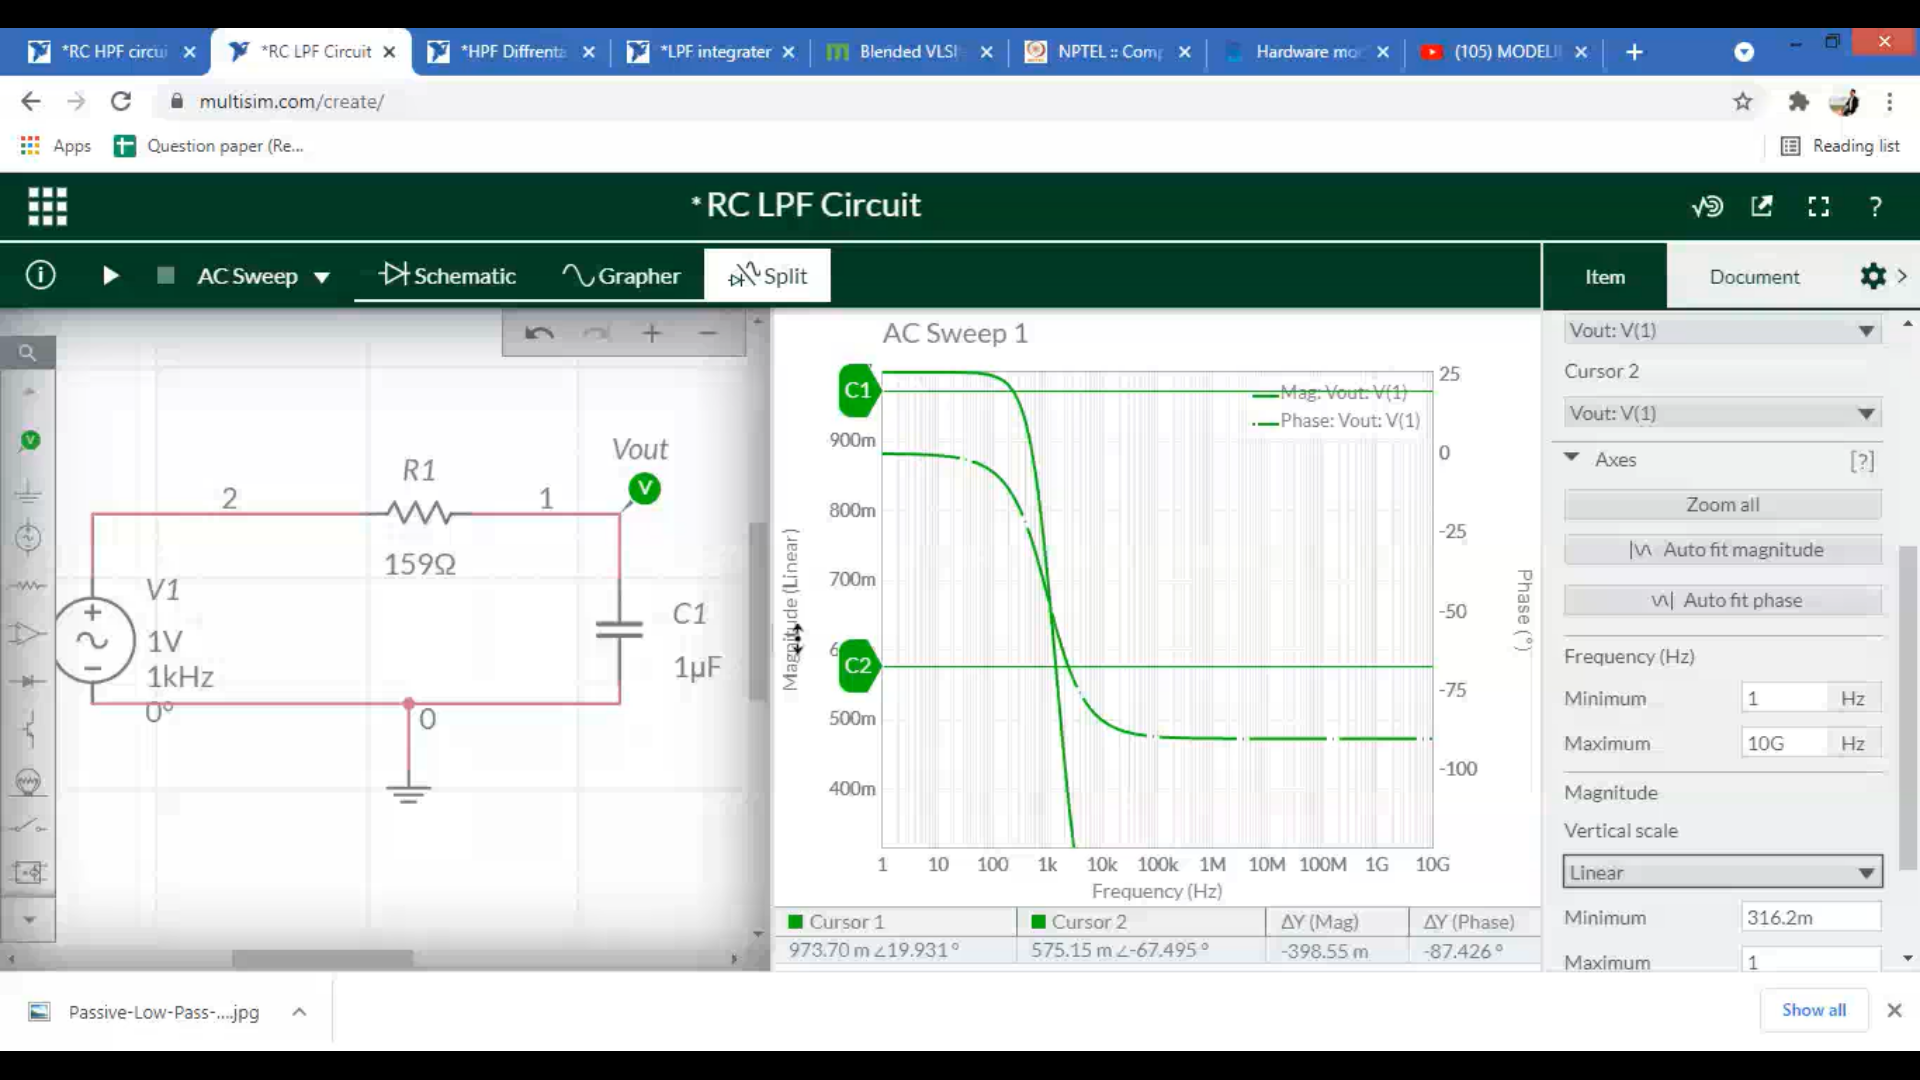 *RC HPF circui
*RC LPF Circuit
*HPF Diffrenta
*LPF integrater
Blended VLSI
NPTEL :: Comp
Hardware mo
(105) MODELI
multisim.com/create/
Apps
Question paper (Re...
Reading list
*RC LPF Circuit
?
AC Sweep
Schematic
Grapher
Split
Item
Document
AC Sweep 1
Vout: V(1)
Cursor 2
Vout: V(1)
Axes
[?]
Zoom all
Auto fit magnitude
Auto fit phase
Frequency (Hz)
Minimum
1
Hz
Maximum
10G
Hz
Magnitude
Vertical scale
Linear
Minimum
316.2m
Maximum
1
V
2
R1
1
Vout
V
159Ω
V1
1V
1kHz
0°
C1
1µF
0
C1
C2
Mag: Vout: V(1)
Phase: Vout: V(1)
Magnitude (Linear)
900m
800m
700m
500m
400m
25
0
-25
-50
-75
-100
Phase (°)
1 10 100 1k 10k 100k 1M 10M 100M 1G 10G
Frequency (Hz)
Cursor 1 Cursor 2 ΔY (Mag) ΔY (Phase)
973.70 m ∠19.931 ° 575.15 m ∠-67.495 ° -398.55 m -87.426 °
Passive-Low-Pass-....jpg
Show all